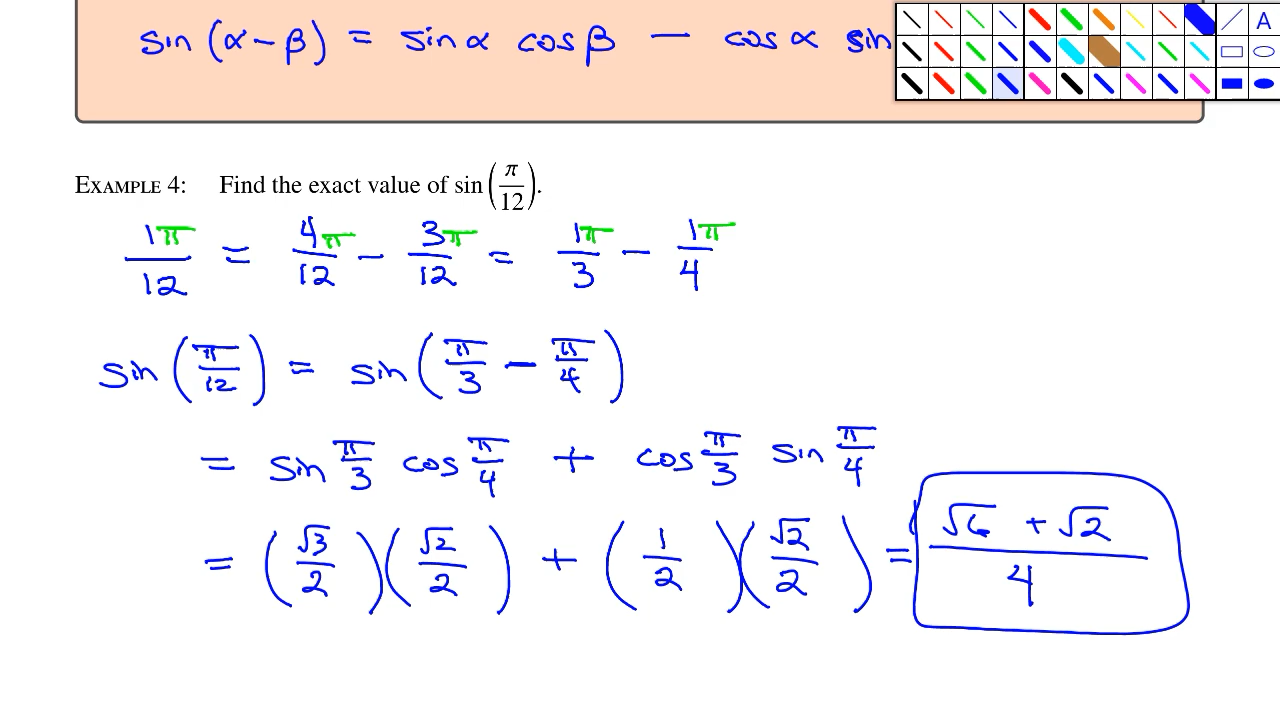 sin (α − β) = sin α cos β − cos α sin
A
EXAMPLE 4: Find the exact value of sin(π/12).
1π/12 = 4π/12 − 3π/12 = 1π/3 − 1π/4
sin(π/12) = sin(π/3 − π/4)
= sin π/3 cos π/4 + cos π/3 sin π/4
= (√3/2)(√2/2) + (1/2)(√2/2) = (√6 + √2)/4